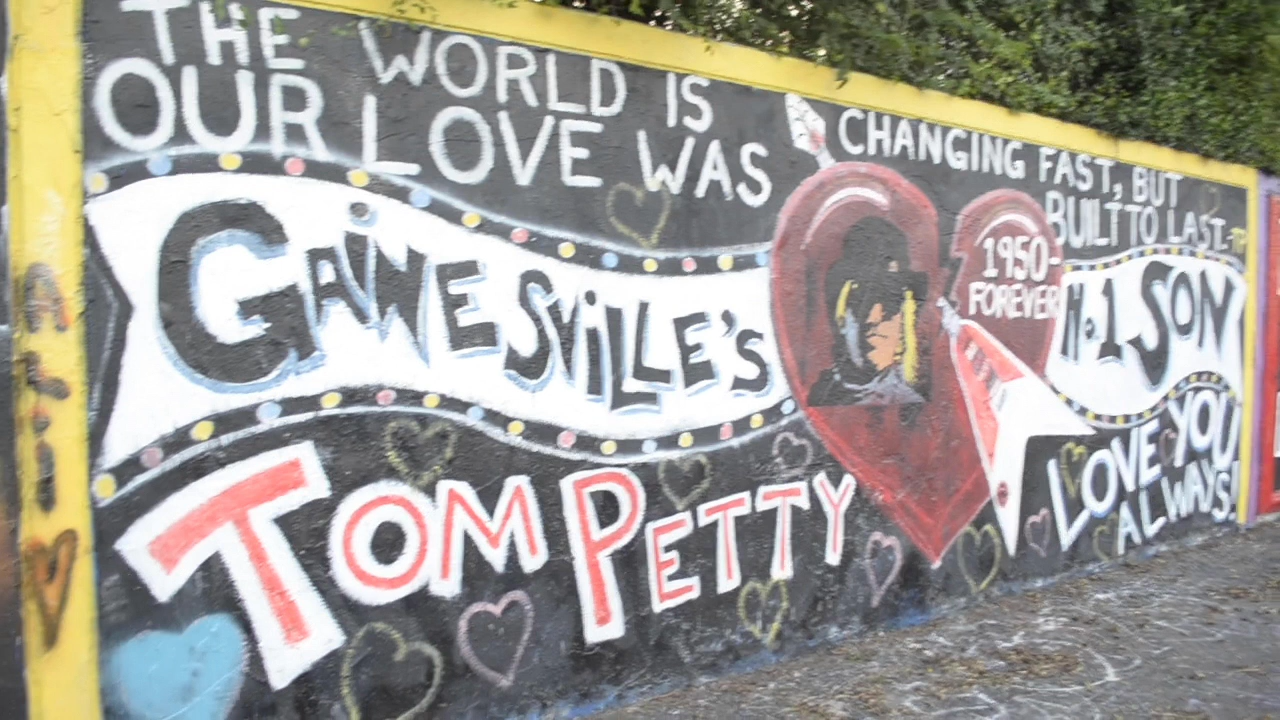 THE WORLD IS
OUR LOVE WAS
CHANGING FAST, BUT
BUILT TO LAST.
GAINESVILLE'S
1950-
FOREVER
No.1 SON
TOM PETTY
LOVE YOU
ALWAYS!